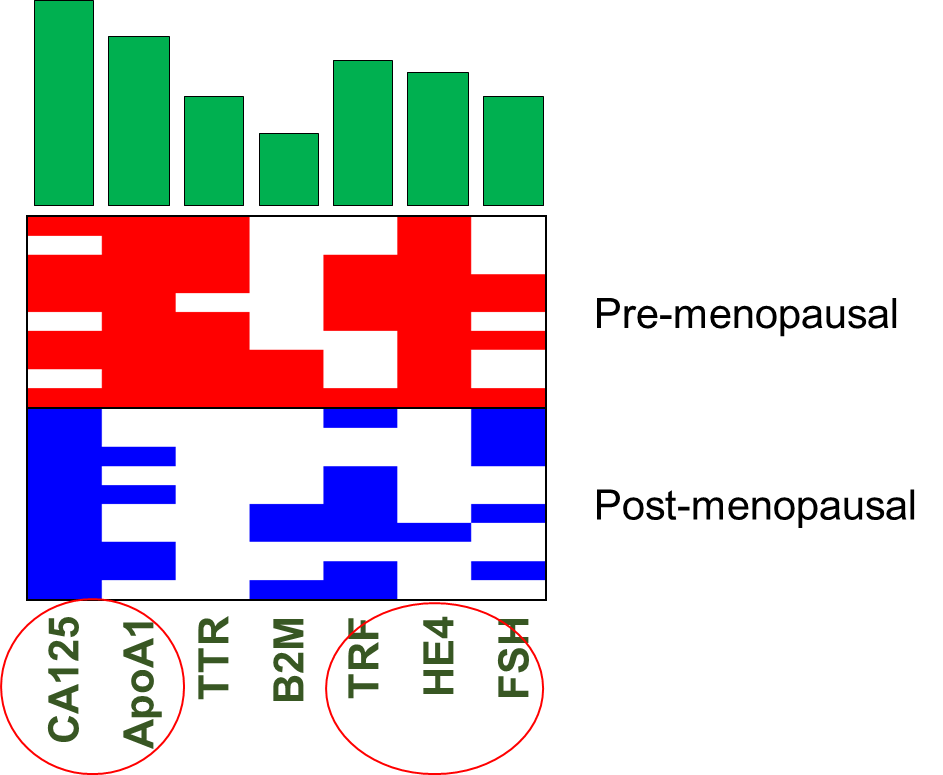 Pre-menopausal
Post-menopausal
CA125
ApoA1
TTR
B2M
TRF
HE4
FSH